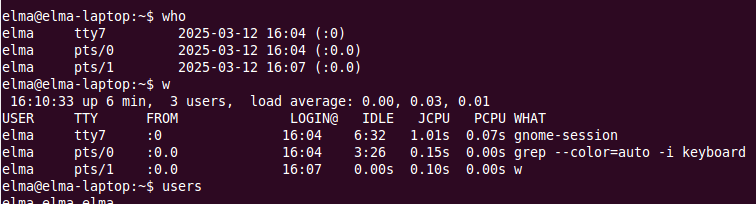 elma@elma-laptop:~$ who
elma     tty7         2025-03-12 16:04 (:0)
elma     pts/0        2025-03-12 16:04 (:0.0)
elma     pts/1        2025-03-12 16:07 (:0.0)
elma@elma-laptop:~$ w
 16:10:33 up 6 min,  3 users,  load average: 0.00, 0.03, 0.01
USER     TTY      FROM              LOGIN@   IDLE   JCPU   PCPU WHAT
elma     tty7     :0               16:04    6:32   1.01s  0.07s gnome-session
elma     pts/0    :0.0             16:04    3:26   0.15s  0.00s grep --color=auto -i keyboard
elma     pts/1    :0.0             16:07    0.00s  0.10s  0.00s w
elma@elma-laptop:~$ users
elma elma elma